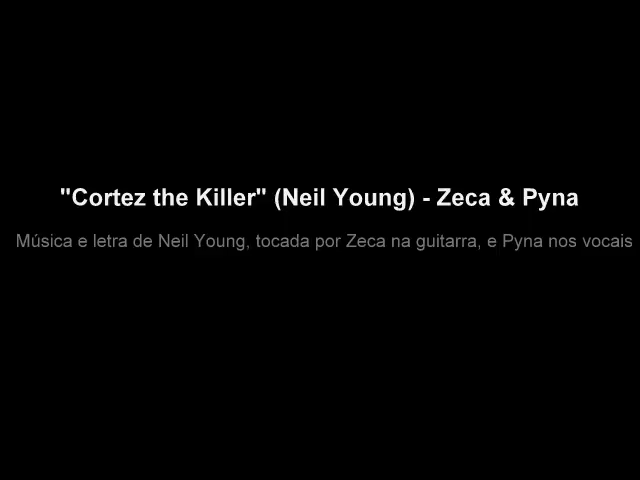 "Cortez the Killer" (Neil Young) - Zeca & Pyna
Música e letra de Neil Young, tocada por Zeca na guitarra, e Pyna nos vocais